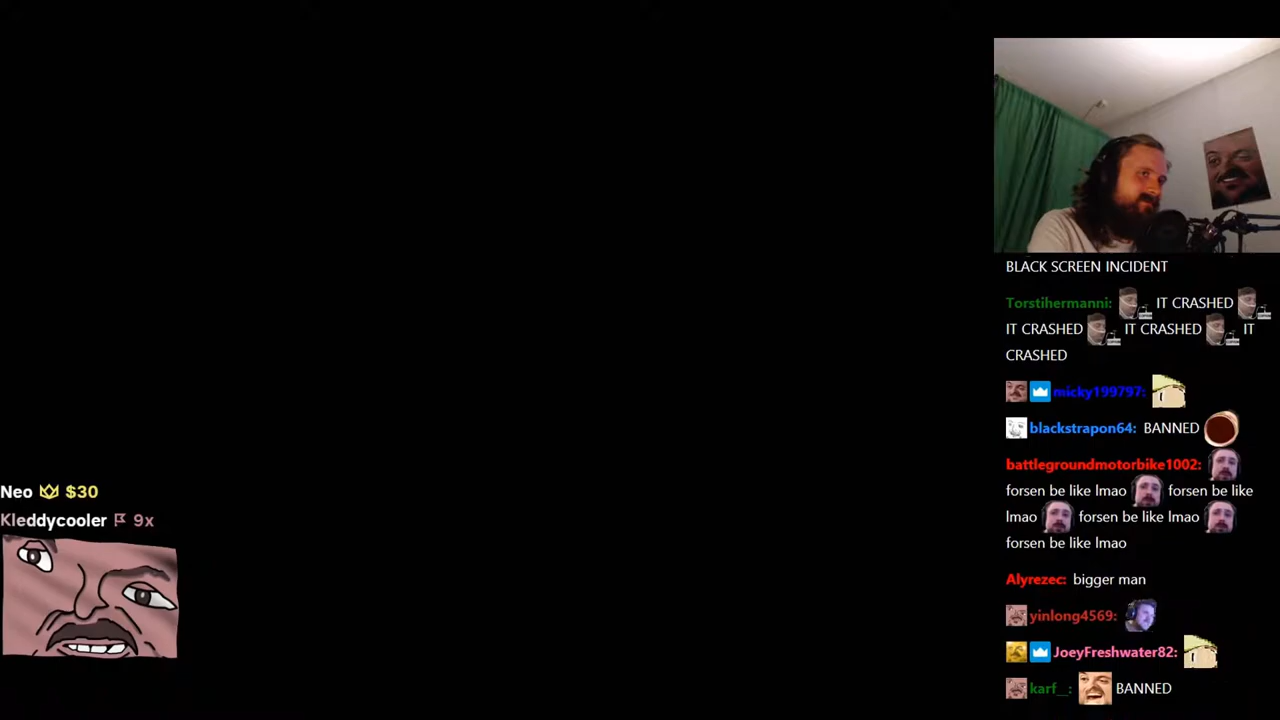 BLACK SCREEN INCIDENT
Torstihermanni: IT CRASHED
IT CRASHED IT CRASHED IT
CRASHED
micky199797:
blackstrapon64: BANNED
battlegroundmotorbike1002:
forsen be like lmao forsen be like
lmao forsen be like lmao
forsen be like lmao
Alyrezec: bigger man
yinlong4569:
JoeyFreshwater82:
karf__: BANNED
Neo $30
Kleddycooler 9x